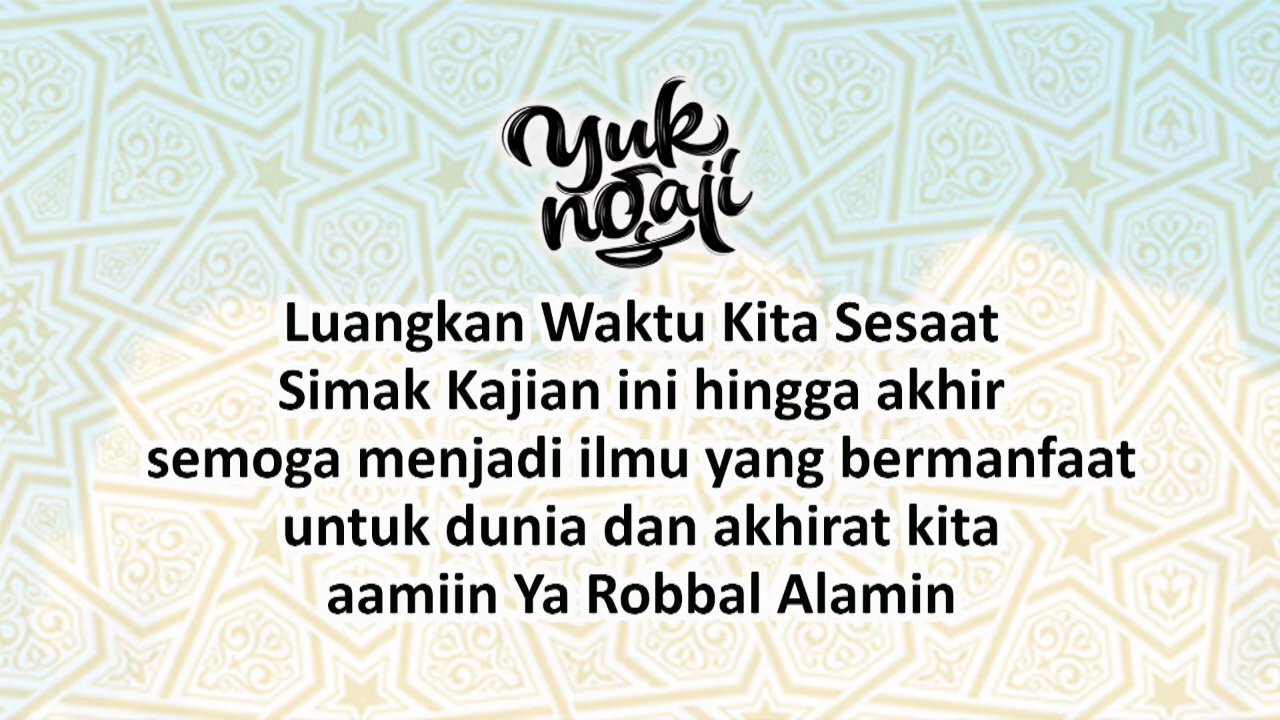 yuk
ngaji
Luangkan Waktu Kita Sesaat
Simak Kajian ini hingga akhir
semoga menjadi ilmu yang bermanfaat
untuk dunia dan akhirat kita
aamiin Ya Robbal Alamin